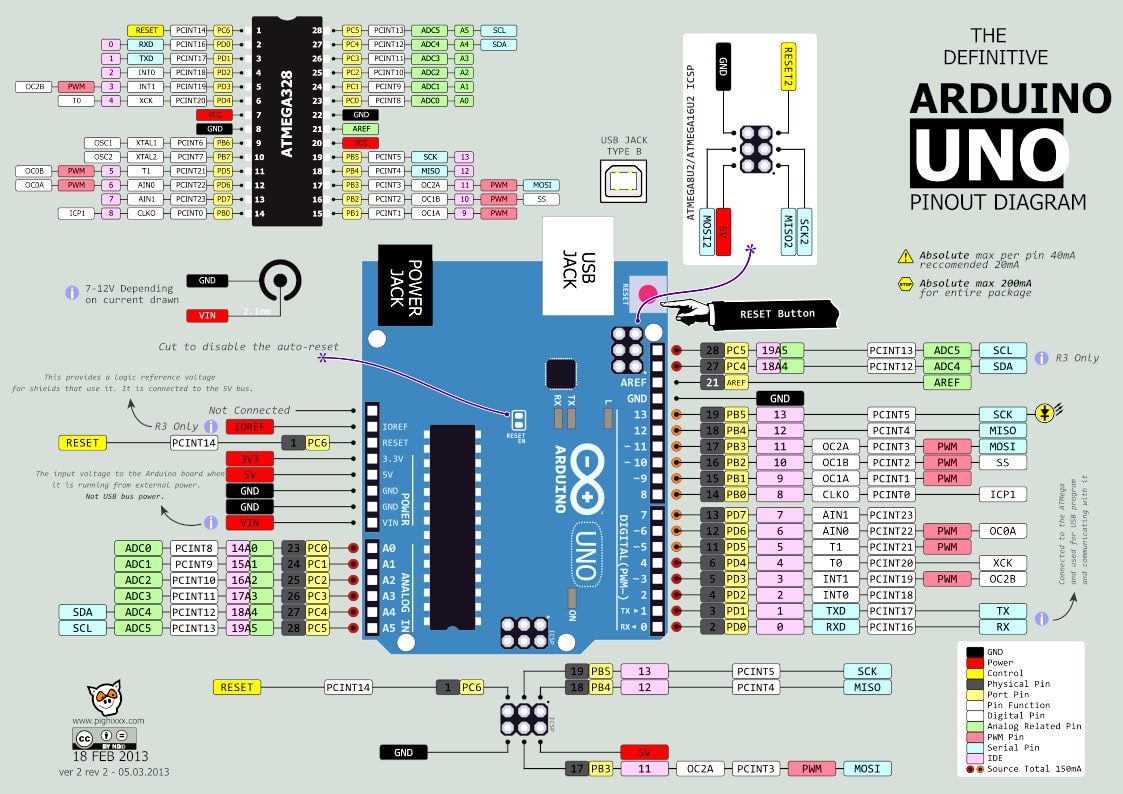 THE
DEFINITIVE
ARDUINO
UNO
PINOUT DIAGRAM
Absolute max per pin 40mA
reccomended 20mA
STOP
Absolute max 200mA
for entire package
ATMEGA328
RESET PCINT14 PC6 1
0 RXD PCINT16 PD0 2
1 TXD PCINT17 PD1 3
2 INT0 PCINT18 PD2 4
OC2B PWM 3 INT1 PCINT19 PD3 5
T0 4 XCK PCINT20 PD4 6
VCC 7
GND 8
OSC1 XTAL1 PCINT6 PB6 9
OSC2 XTAL2 PCINT7 PB7 10
OC0B PWM 5 T1 PCINT21 PD5 11
OC0A PWM 6 AIN0 PCINT22 PD6 12
7 AIN1 PCINT23 PD7 13
ICP1 8 CLKO PCINT0 PB0 14
28 PC5 PCINT13 ADC5 A5 SCL
27 PC4 PCINT12 ADC4 A4 SDA
26 PC3 PCINT11 ADC3 A3
25 PC2 PCINT10 ADC2 A2
24 PC1 PCINT9 ADC1 A1
23 PC0 PCINT8 ADC0 A0
22 GND
21 AREF
20 VCC
19 PB5 PCINT5 SCK 13
18 PB4 PCINT4 MISO 12
17 PB3 PCINT3 OC2A 11 PWM MOSI
16 PB2 PCINT2 OC1B 10 PWM SS
15 PB1 PCINT1 OC1A 9 PWM
USB JACK
TYPE B
ATMEGA8U2/ATMEGA16U2 ICSP
GND
RESET2
MOSI2
5V
MISO2
SCK2
GND
7-12V Depending
on current drawn
VIN
2.1mm
POWER
JACK
USB
JACK
RESET
RESET Button
Cut to disable the auto-reset
This provides a logic reference voltage
for shields that use it. It is connected to the 5V bus.
Not Connected
R3 Only IOREF
RESET PCINT14 1 PC6
3V3
The input voltage to the Arduino board when
it is running from external power.
Not USB bus power.
5V
GND
GND
VIN
ADC0 PCINT8 14 A0 23 PC0
ADC1 PCINT9 15 A1 24 PC1
ADC2 PCINT10 16 A2 25 PC2
ADC3 PCINT11 17 A3 26 PC3
SDA ADC4 PCINT12 18 A4 27 PC4
SCL ADC5 PCINT13 19 A5 28 PC5
IOREF
RESET
3.3V
5V
GND
GND
VIN
POWER
A0
A1
A2
A3
A4
A5
ANALOG IN
RESET
EN
RX
TX
L
ARDUINO
UNO
ON
ICSP
AREF
GND
13
12
~ 11
~ 10
~9
8
7
~6
~5
4
~3
2
TX ▸1
RX ◂ 0
DIGITAL(PWM~)
28 PC5 19 A5 PCINT13 ADC5 SCL
27 PC4 18 A4 PCINT12 ADC4 SDA
R3 Only
21 AREF AREF
GND
19 PB5 13 PCINT5 SCK
18 PB4 12 PCINT4 MISO
17 PB3 11 OC2A PCINT3 PWM MOSI
16 PB2 10 OC1B PCINT2 PWM SS
15 PB1 9 OC1A PCINT1 PWM
14 PB0 8 CLKO PCINT0 ICP1
13 PD7 7 AIN1 PCINT23
12 PD6 6 AIN0 PCINT22 PWM OC0A
11 PD5 5 T1 PCINT21 PWM
6 PD4 4 T0 PCINT20 XCK
5 PD3 3 INT1 PCINT19 PWM OC2B
4 PD2 2 INT0 PCINT18
3 PD1 1 TXD PCINT17 TX
2 PD0 0 RXD PCINT16 RX
Connected to the ATMega
and used for USB program
and communicating with it
RESET PCINT14 1 PC6
19 PB5 13 PCINT5 SCK
18 PB4 12 PCINT4 MISO
ICSP
GND
5V
17 PB3 11 OC2A PCINT3 PWM MOSI
GND
Power
Control
Physical Pin
Port Pin
Pin Function
Digital Pin
Analog Related Pin
PWM Pin
Serial Pin
IDE
Source Total 150mA
www.pighixxx.com
cc
BY ND
18 FEB 2013
ver 2 rev 2 - 05.03.2013